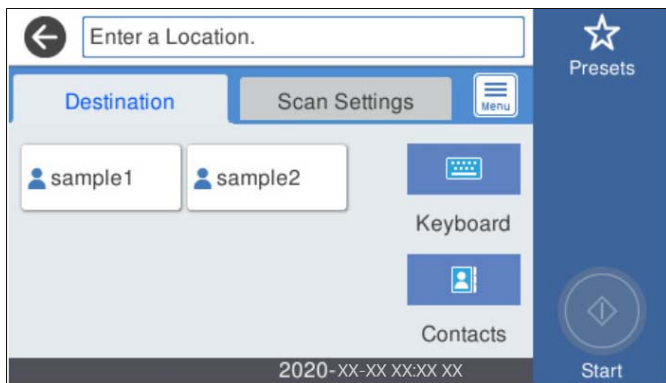 Enter a Location.
Presets
Destination
Scan Settings
Menu
sample1
sample2
Keyboard
Contacts
2020-XX-XX XX:XX XX
Start